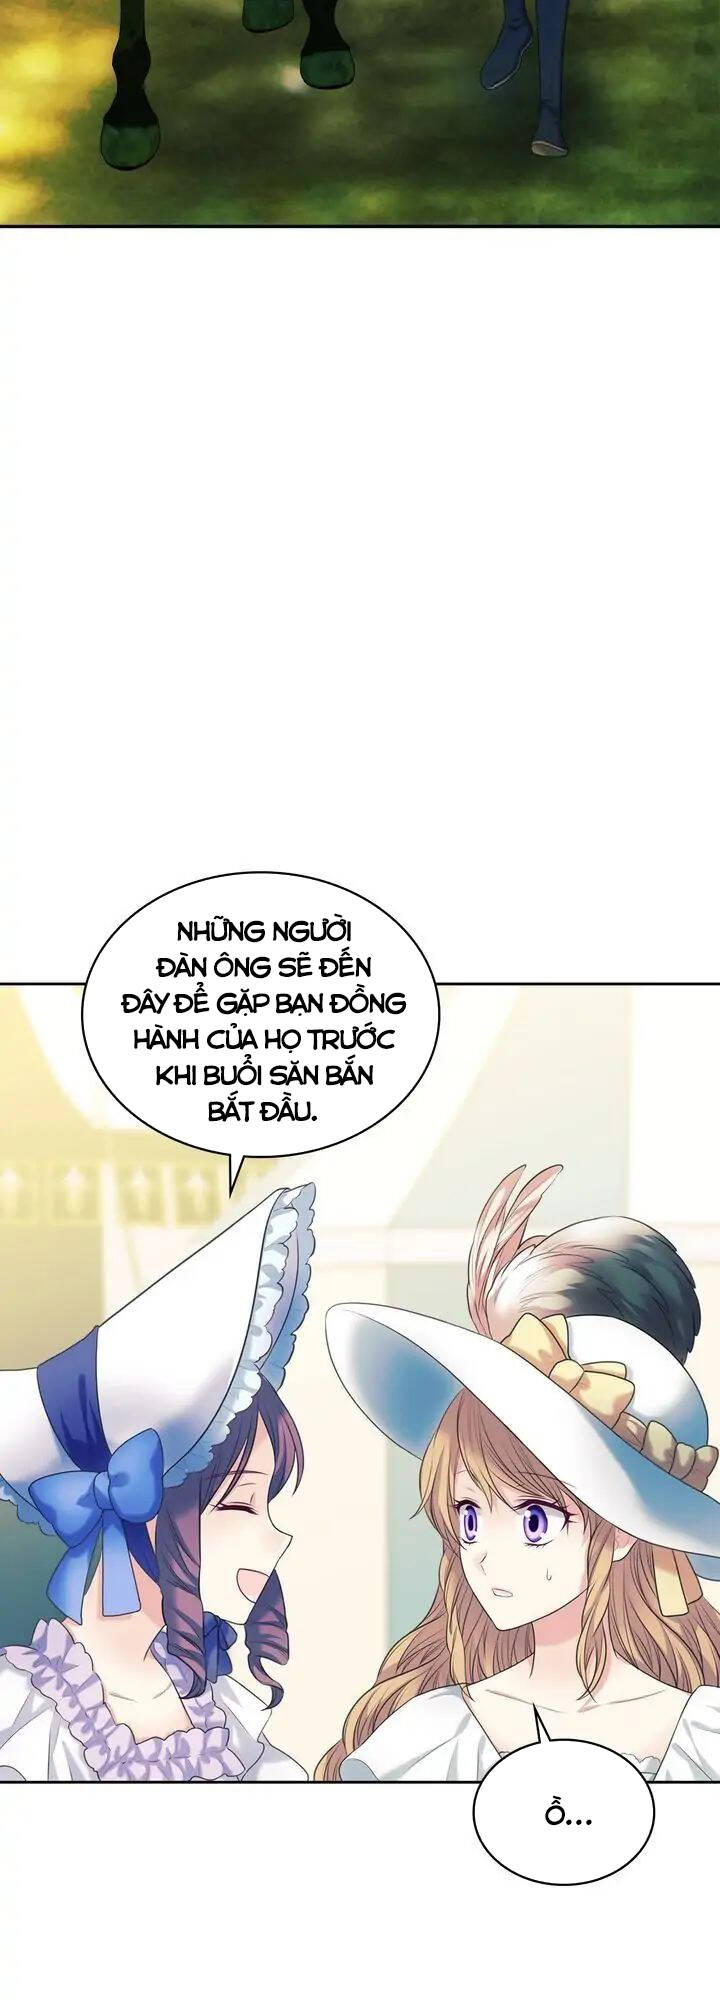 NHỮNG NGƯỜI
ĐÀN ÔNG SẼ ĐẾN
ĐÂY ĐỂ GẶP BẠN ĐỒNG
HÀNH CỦA HỌ TRƯỚC
KHI BUỔI SĂN BẮN
BẮT ĐẦU.
Ồ...